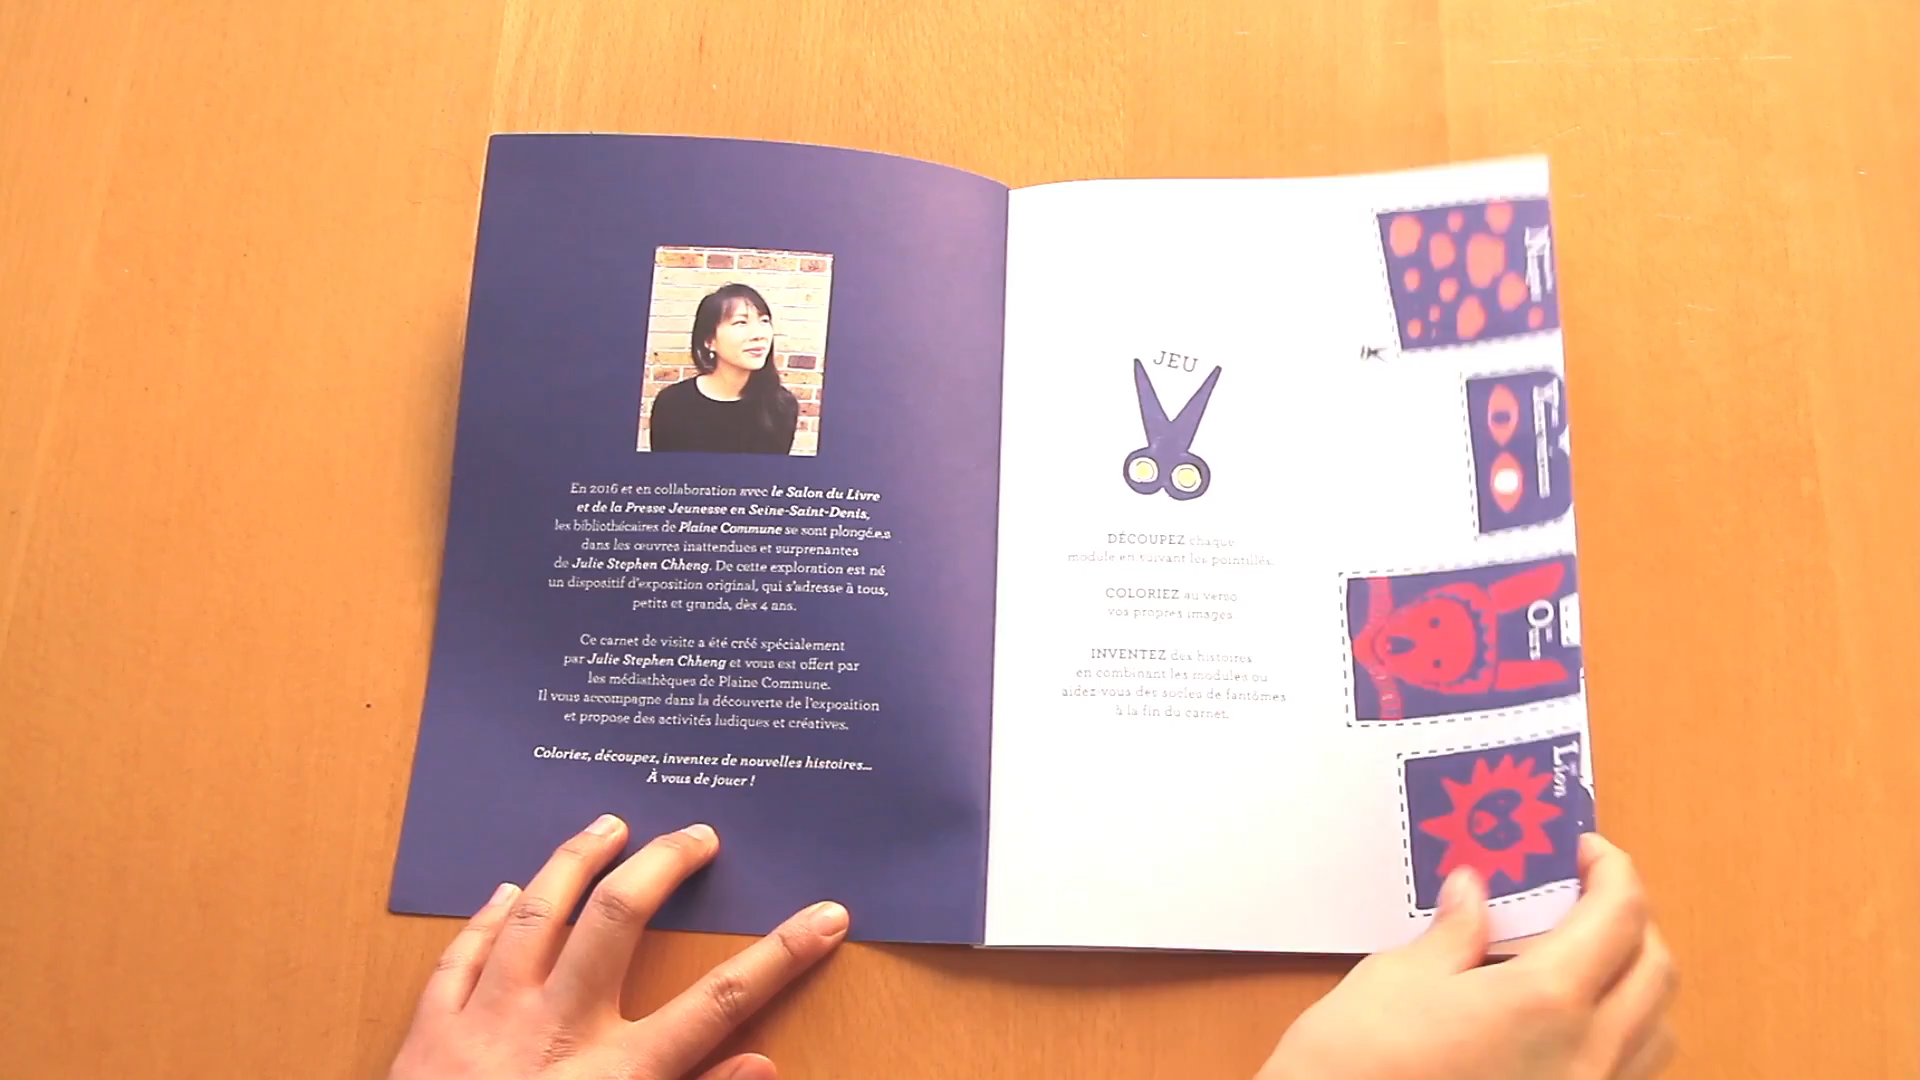 En 2016 et en collaboration avec le Salon du Livre
et de la Presse Jeunesse en Seine-Saint-Denis,
les bibliothécaires de Plaine Commune se sont plongé.e.s
dans les œuvres inattendues et surprenantes
de Julie Stephen Chheng. De cette exploration est né
un dispositif d'exposition original, qui s'adresse à tous,
petits et grands, dès 4 ans.
Ce carnet de visite a été créé spécialement
par Julie Stephen Chheng et vous est offert par
les médiathèques de Plaine Commune.
Il vous accompagne dans la découverte de l'exposition
et propose des activités ludiques et créatives.
Coloriez, découpez, inventez de nouvelles histoires...
À vous de jouer !
JEU
DÉCOUPEZ chaque
module en suivant les pointillés.
COLORIEZ au verso
vos propres images
INVENTEZ des histoires
en combinant les modules ou
aidez-vous des socles de fantômes
à la fin du carnet.
Ours
Lion